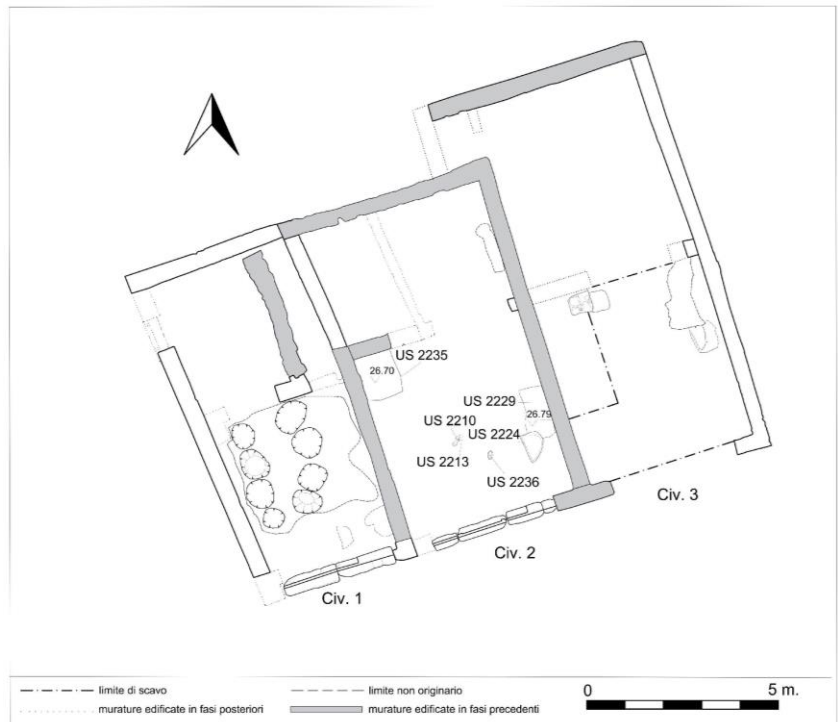 US 2235
26.70
US 2229
26.79
US 2210
US 2224
US 2213
US 2236
Civ. 3
Civ. 2
Civ. 1
limite di scavo
limite non originario
0 5 m.
murature edificate in fasi posteriori
murature edificate in fasi precedenti